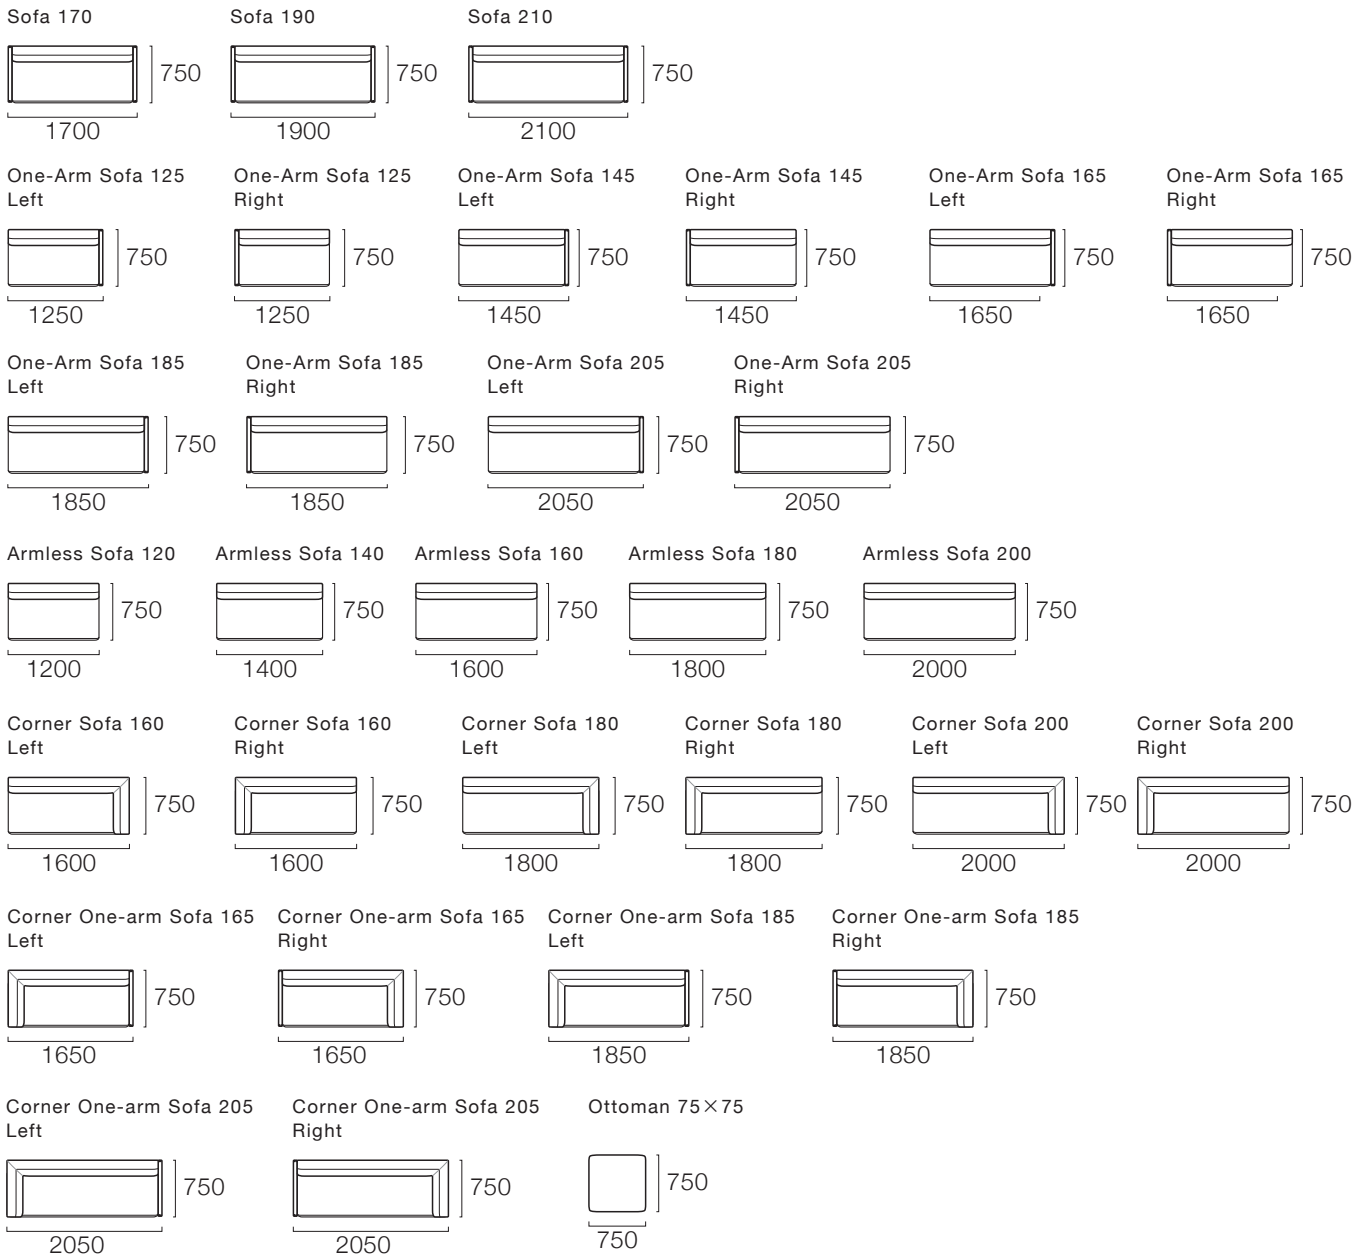 Sofa 170
Sofa 190
Sofa 210
750
750
750
1700
1900
2100
One-Arm Sofa 125
Left
One-Arm Sofa 125
Right
One-Arm Sofa 145
Left
One-Arm Sofa 145
Right
One-Arm Sofa 165
Left
One-Arm Sofa 165
Right
750
750
750
750
750
750
1250
1250
1450
1450
1650
1650
One-Arm Sofa 185
Left
One-Arm Sofa 185
Right
One-Arm Sofa 205
Left
One-Arm Sofa 205
Right
750
750
750
750
1850
1850
2050
2050
Armless Sofa 120
Armless Sofa 140
Armless Sofa 160
Armless Sofa 180
Armless Sofa 200
750
750
750
750
750
1200
1400
1600
1800
2000
Corner Sofa 160
Left
Corner Sofa 160
Right
Corner Sofa 180
Left
Corner Sofa 180
Right
Corner Sofa 200
Left
Corner Sofa 200
Right
750
750
750
750
750
750
1600
1600
1800
1800
2000
2000
Corner One-arm Sofa 165
Left
Corner One-arm Sofa 165
Right
Corner One-arm Sofa 185
Left
Corner One-arm Sofa 185
Right
750
750
750
750
1650
1650
1850
1850
Corner One-arm Sofa 205
Left
Corner One-arm Sofa 205
Right
Ottoman 75×75
750
750
750
2050
2050
750